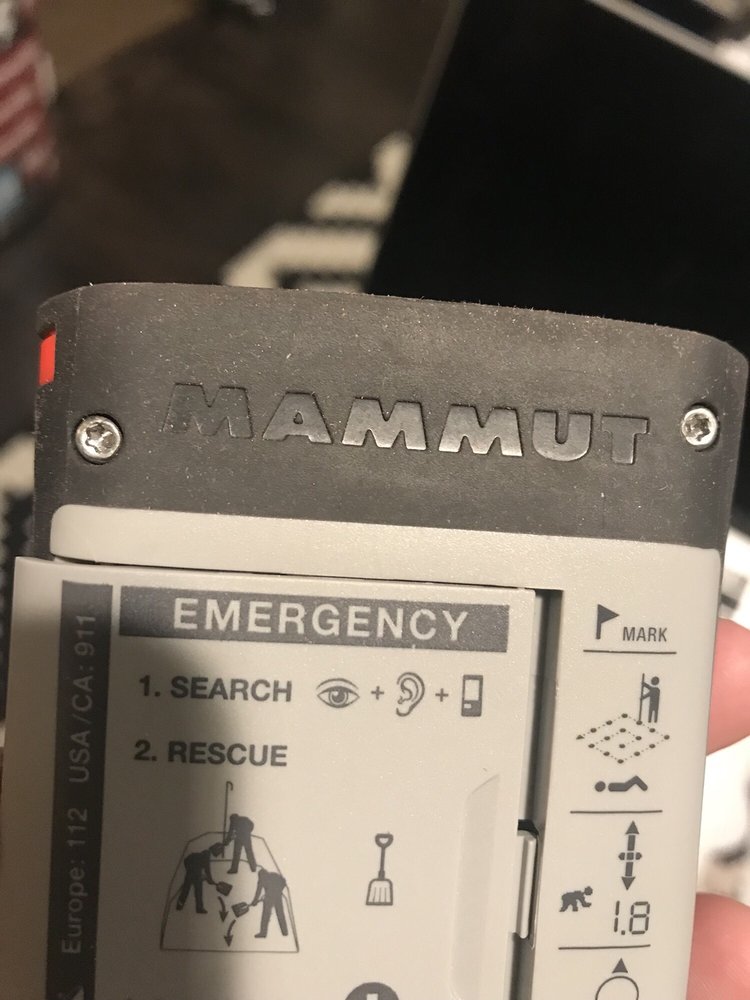 MAMMUT
EMERGENCY
1. SEARCH + +
2. RESCUE
Europe: 112 USA/CA: 911
MARK
1.8